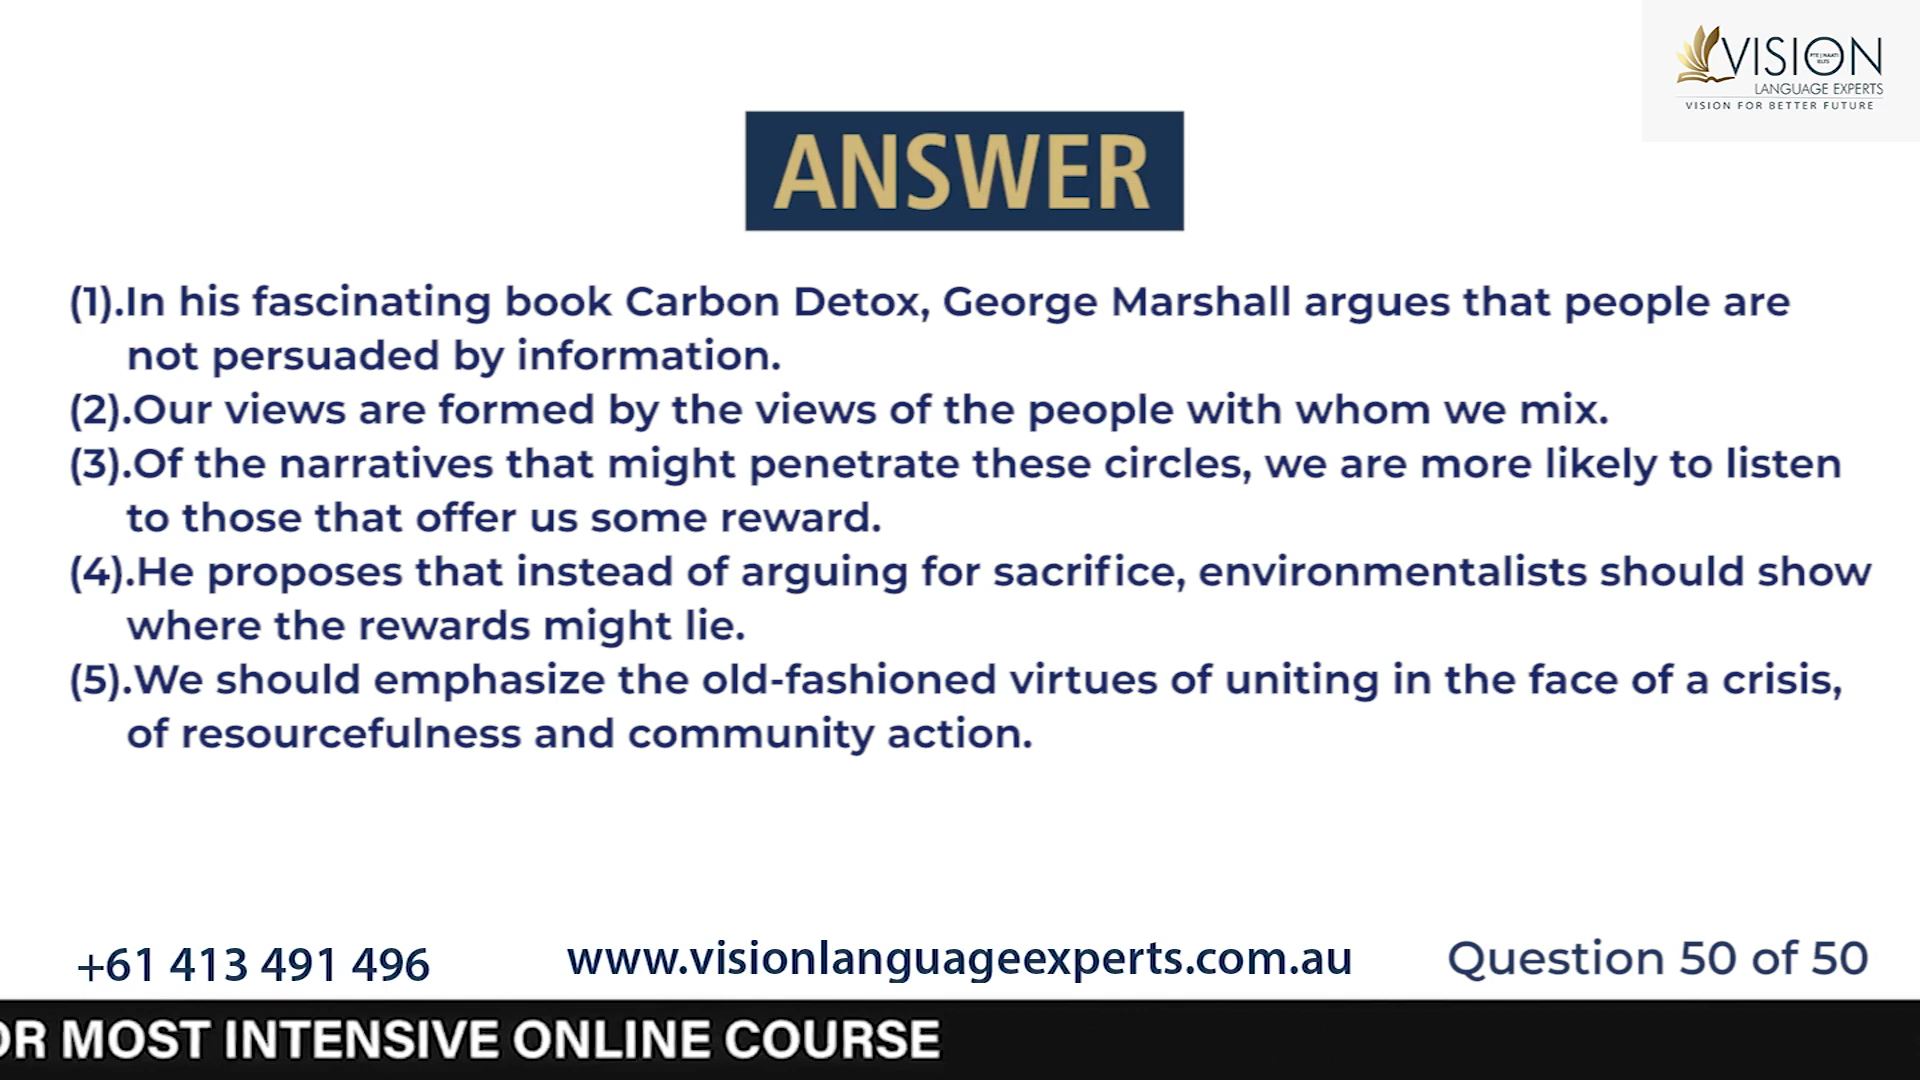 VISION
LANGUAGE EXPERTS
VISION FOR BETTER FUTURE
ANSWER
(1).In his fascinating book Carbon Detox, George Marshall argues that people are
not persuaded by information.
(2).Our views are formed by the views of the people with whom we mix.
(3).Of the narratives that might penetrate these circles, we are more likely to listen
to those that offer us some reward.
(4).He proposes that instead of arguing for sacrifice, environmentalists should show
where the rewards might lie.
(5).We should emphasize the old-fashioned virtues of uniting in the face of a crisis,
of resourcefulness and community action.
+61 413 491 496
www.visionlanguageexperts.com.au
Question 50 of 50
OR MOST INTENSIVE ONLINE COURSE